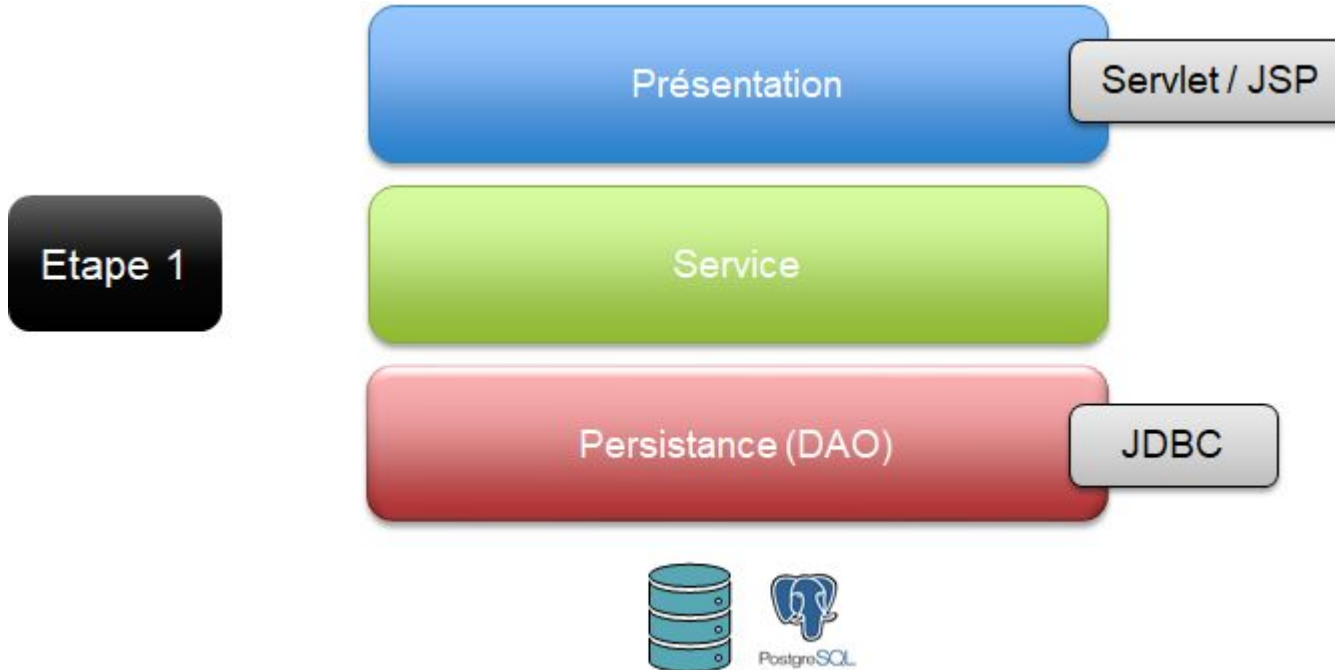 Présentation
Servlet / JSP
Etape 1
Service
Persistance (DAO)
JDBC
PostgreSQL